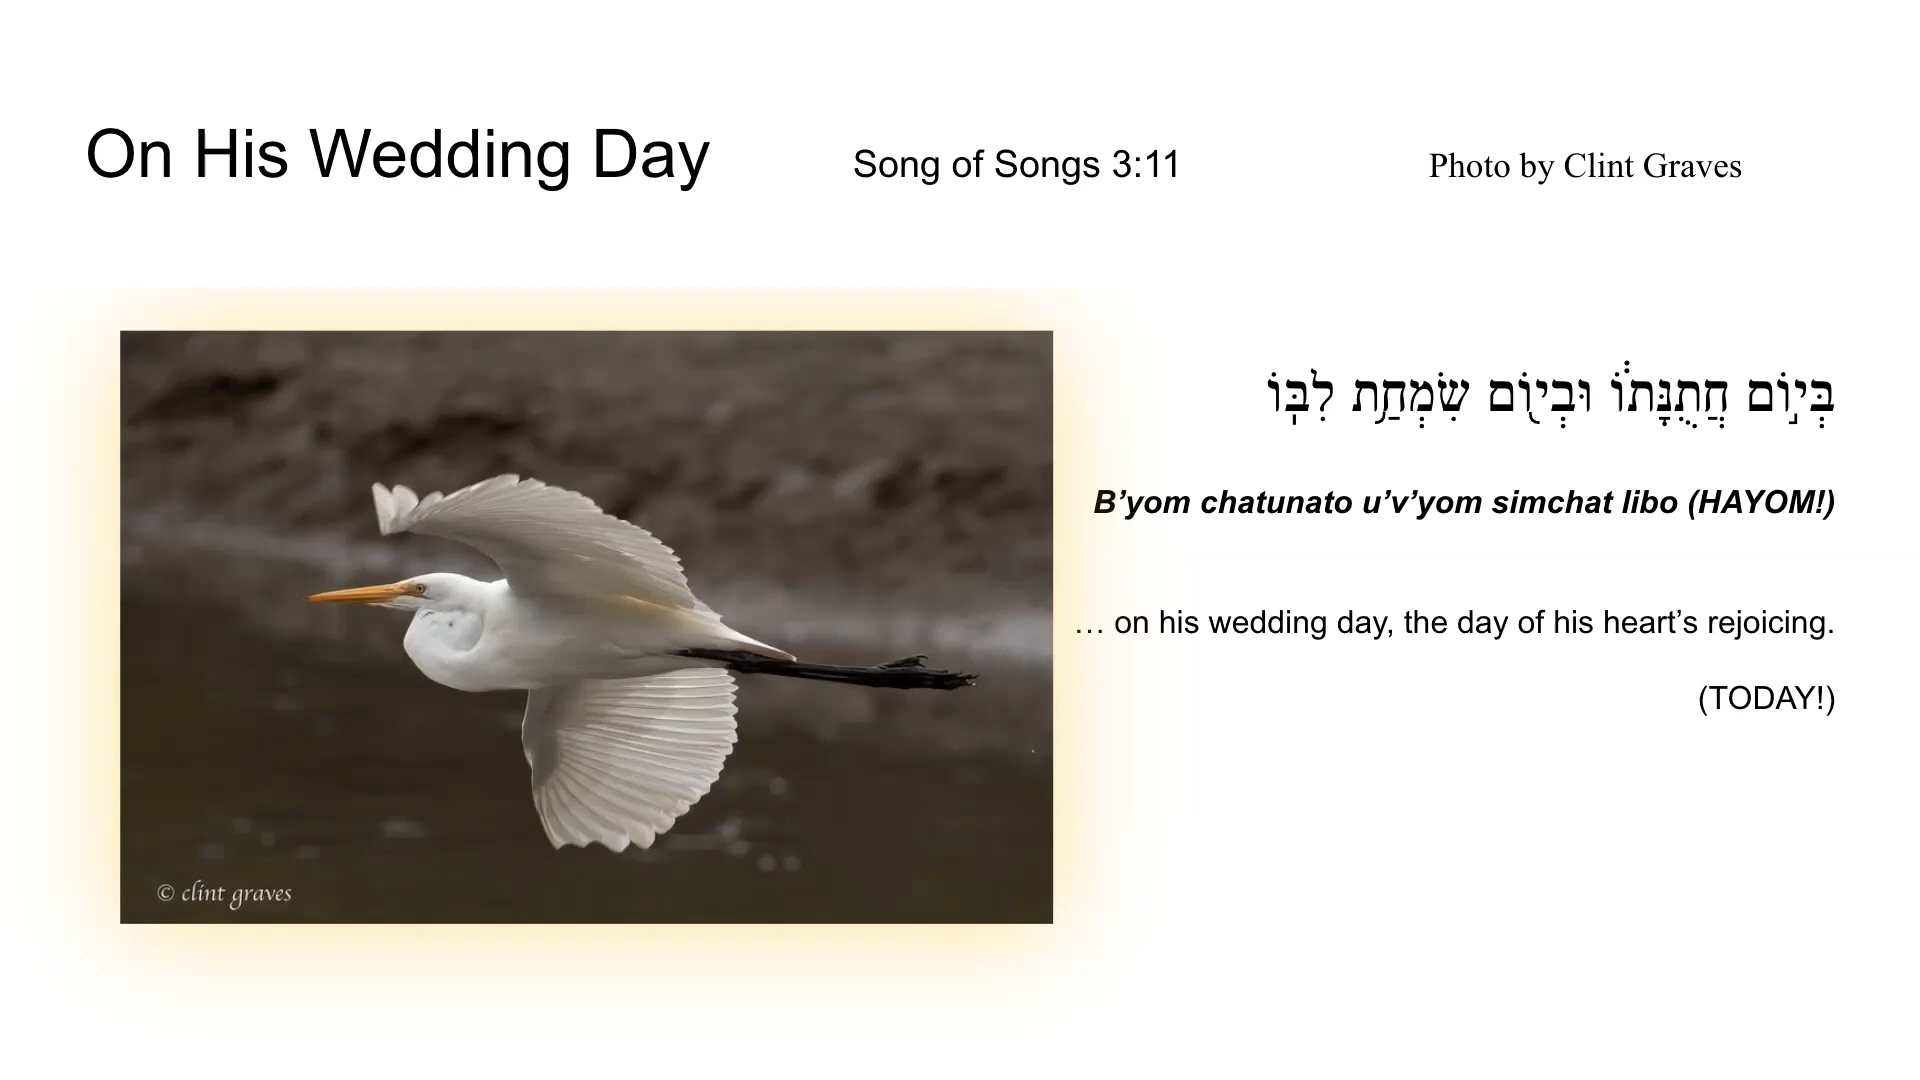 On His Wedding Day
Song of Songs 3:11
Photo by Clint Graves
בְּי֣וֹם חֲתֻנָּת֔וֹ וּבְי֖וֹם שִׂמְחַ֥ת לִבּֽוֹ
B’yom chatunato u’v’yom simchat libo (HAYOM!)
… on his wedding day, the day of his heart’s rejoicing.
(TODAY!)
© clint graves